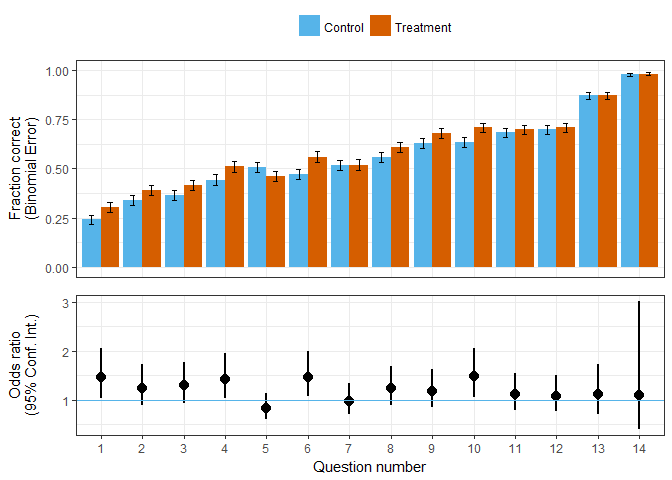 Control Treatment
Fraction correct
(Binomial Error)
1.00
0.75
0.50
0.25
0.00
Odds ratio
(95% Conf. Int.)
3
2
1
1 2 3 4 5 6 7 8 9 10 11 12 13 14
Question number